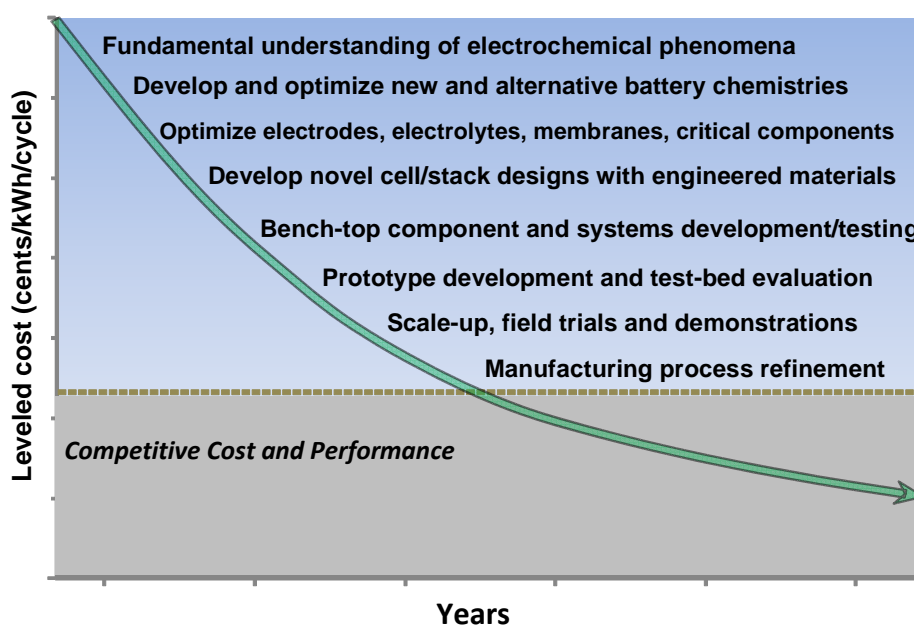 Fundamental understanding of electrochemical phenomena
Develop and optimize new and alternative battery chemistries
Optimize electrodes, electrolytes, membranes, critical components
Develop novel cell/stack designs with engineered materials
Bench-top component and systems development/testing
Prototype development and test-bed evaluation
Scale-up, field trials and demonstrations
Manufacturing process refinement
Competitive Cost and Performance
Leveled cost (cents/kWh/cycle)
Years